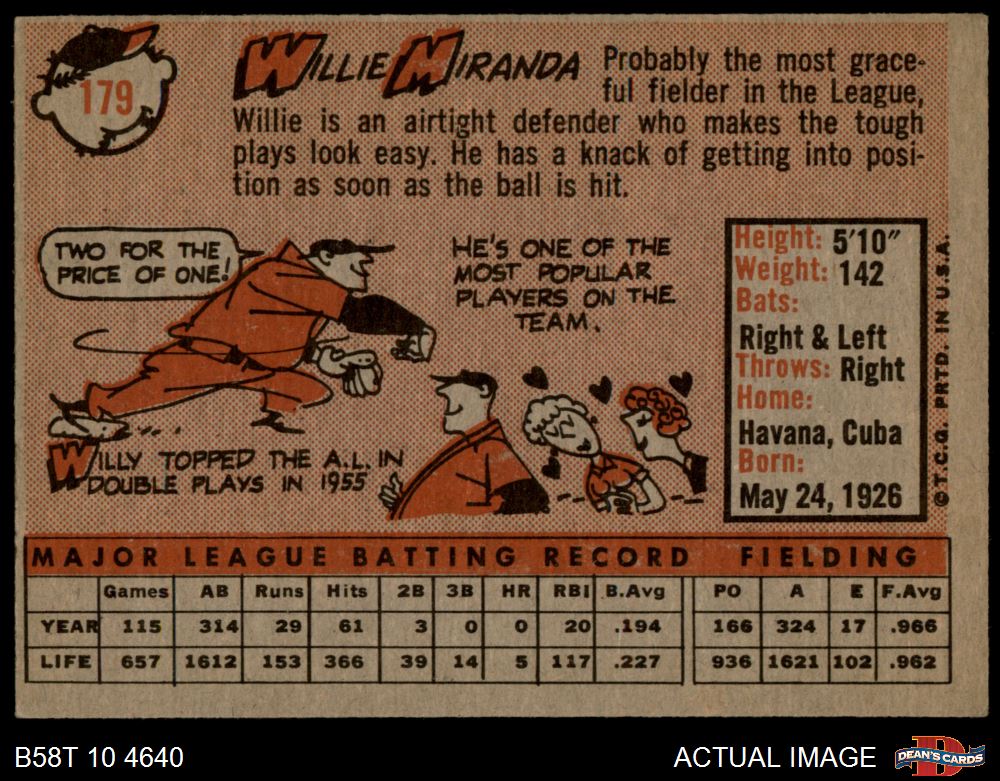 179
WILLIE MIRANDA
Probably the most grace-
ful fielder in the League,
Willie is an airtight defender who makes the tough
plays look easy. He has a knack of getting into posi-
tion as soon as the ball is hit.
TWO FOR THE
PRICE OF ONE!
WILLY TOPPED THE A.L. IN
DOUBLE PLAYS IN 1955
HE'S ONE OF THE
MOST POPULAR
PLAYERS ON THE
TEAM.
Height: 5'10"
Weight: 142
Bats:
Right & Left
Throws: Right
Home:
Havana, Cuba
Born:
May 24, 1926
© T.C.G. PRTD. IN U.S.A.
MAJOR LEAGUE BATTING RECORD FIELDING
Games AB Runs Hits 2B 3B HR RBI B.Avg PO A E F.Avg
YEAR 115 314 29 61 3 0 0 20 .194 166 324 17 .966
LIFE 657 1612 153 366 39 14 5 117 .227 936 1621 102 .962
B58T 10 4640
ACTUAL IMAGE
D
DEAN'S CARDS